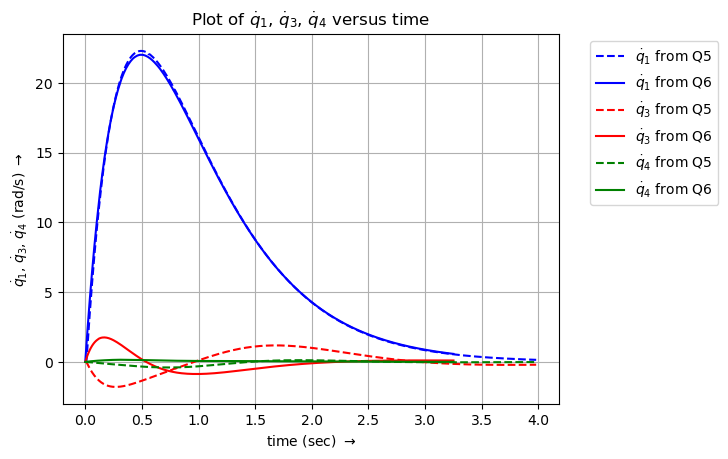 Plot of q̇₁, q̇₃, q̇₄ versus time
q̇₁ from Q5
q̇₁ from Q6
q̇₃ from Q5
q̇₃ from Q6
q̇₄ from Q5
q̇₄ from Q6
q̇₁, q̇₃, q̇₄ (rad/s) →
20
15
10
5
0
0.0 0.5 1.0 1.5 2.0 2.5 3.0 3.5 4.0
time (sec) →